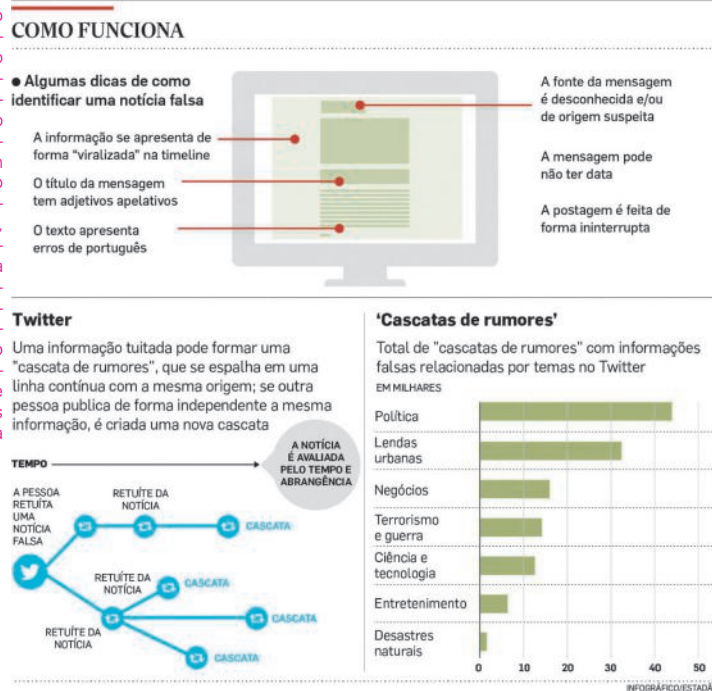 COMO FUNCIONA
● Algumas dicas de como
identificar uma notícia falsa
A informação se apresenta de
forma "viralizada" na timeline
O título da mensagem
tem adjetivos apelativos
O texto apresenta
erros de português
A fonte da mensagem
é desconhecida e/ou
de origem suspeita
A mensagem pode
não ter data
A postagem é feita de
forma ininterrupta
Twitter
Uma informação tuitada pode formar uma
"cascata de rumores", que se espalha em uma
linha contínua com a mesma origem; se outra
pessoa publica de forma independente a mesma
informação, é criada uma nova cascata
TEMPO
A NOTÍCIA
É AVALIADA
PELO TEMPO E
ABRANGÊNCIA
A PESSOA
RETUÍTA
UMA
NOTÍCIA
FALSA
RETUÍTE DA
NOTÍCIA
CASCATA
RETUÍTE DA
NOTÍCIA
CASCATA
CASCATA
RETUÍTE DA
NOTÍCIA
CASCATA
'Cascatas de rumores'
Total de "cascatas de rumores" com informações
falsas relacionadas por temas no Twitter
EM MILHARES
Política
Lendas
urbanas
Negócios
Terrorismo
e guerra
Ciência e
tecnologia
Entretenimento
Desastres
naturais
0 10 20 30 40 50
INFOGRÁFICO/ESTADÃ